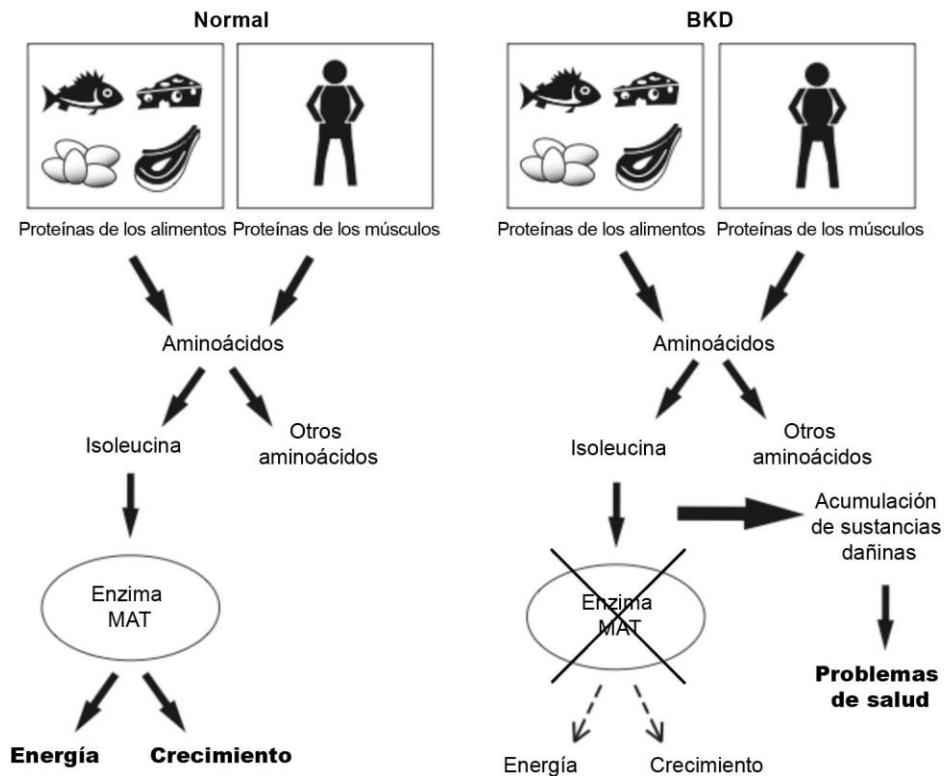 Normal
Proteínas de los alimentos
Proteínas de los músculos
Aminoácidos
Isoleucina
Otros
aminoácidos
Enzima
MAT
Energía
Crecimiento
BKD
Proteínas de los alimentos
Proteínas de los músculos
Aminoácidos
Isoleucina
Otros
aminoácidos
Acumulación
de sustancias
dañinas
Enzima
MAT
Problemas
de salud
Energía
Crecimiento